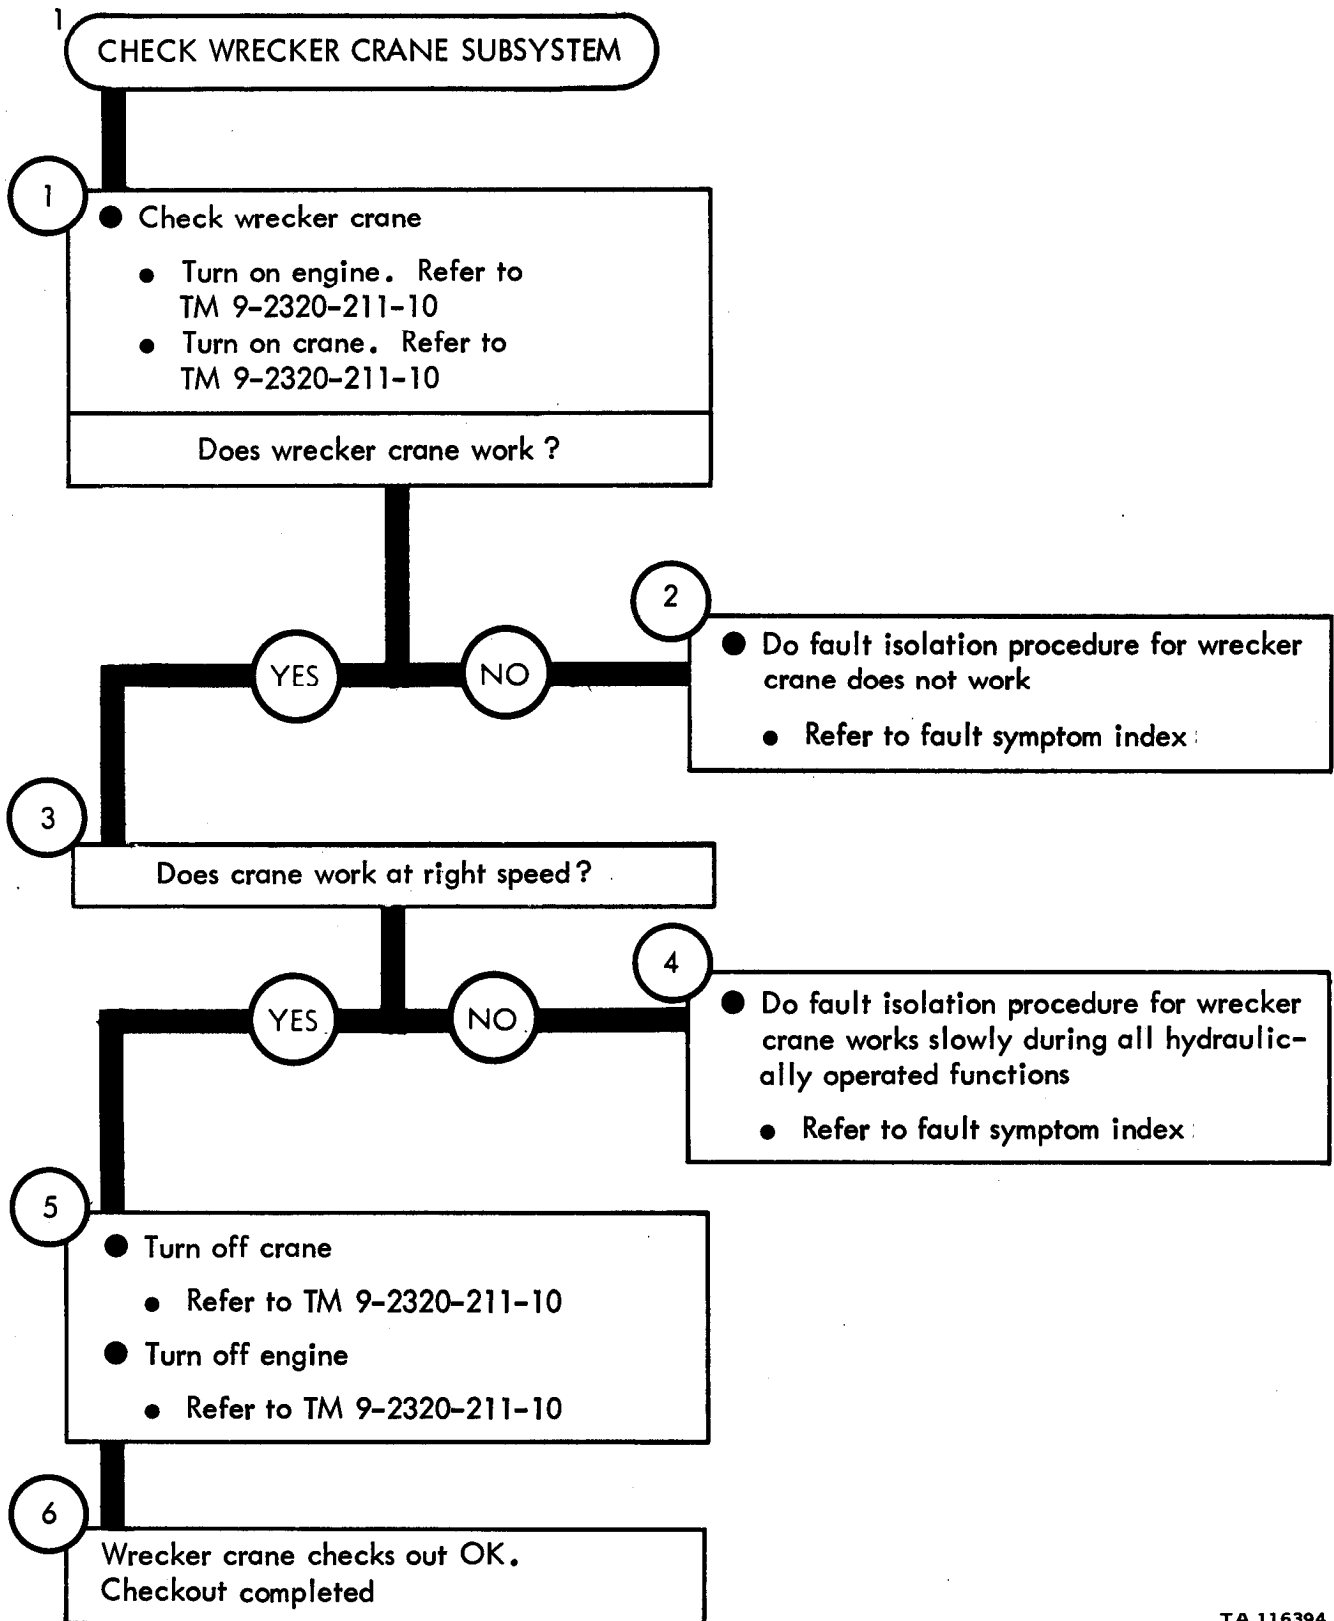 1
CHECK WRECKER CRANE SUBSYSTEM
1
● Check wrecker crane
● Turn on engine. Refer to
TM 9-2320-211-10
● Turn on crane. Refer to
TM 9-2320-211-10
Does wrecker crane work ?
YES
NO
2
● Do fault isolation procedure for wrecker
crane does not work
● Refer to fault symptom index
3
Does crane work at right speed?
YES
NO
4
● Do fault isolation procedure for wrecker
crane works slowly during all hydraulic-
ally operated functions
● Refer to fault symptom index
5
● Turn off crane
● Refer to TM 9-2320-211-10
● Turn off engine
● Refer to TM 9-2320-211-10
6
Wrecker crane checks out OK.
Checkout completed
TA 116394